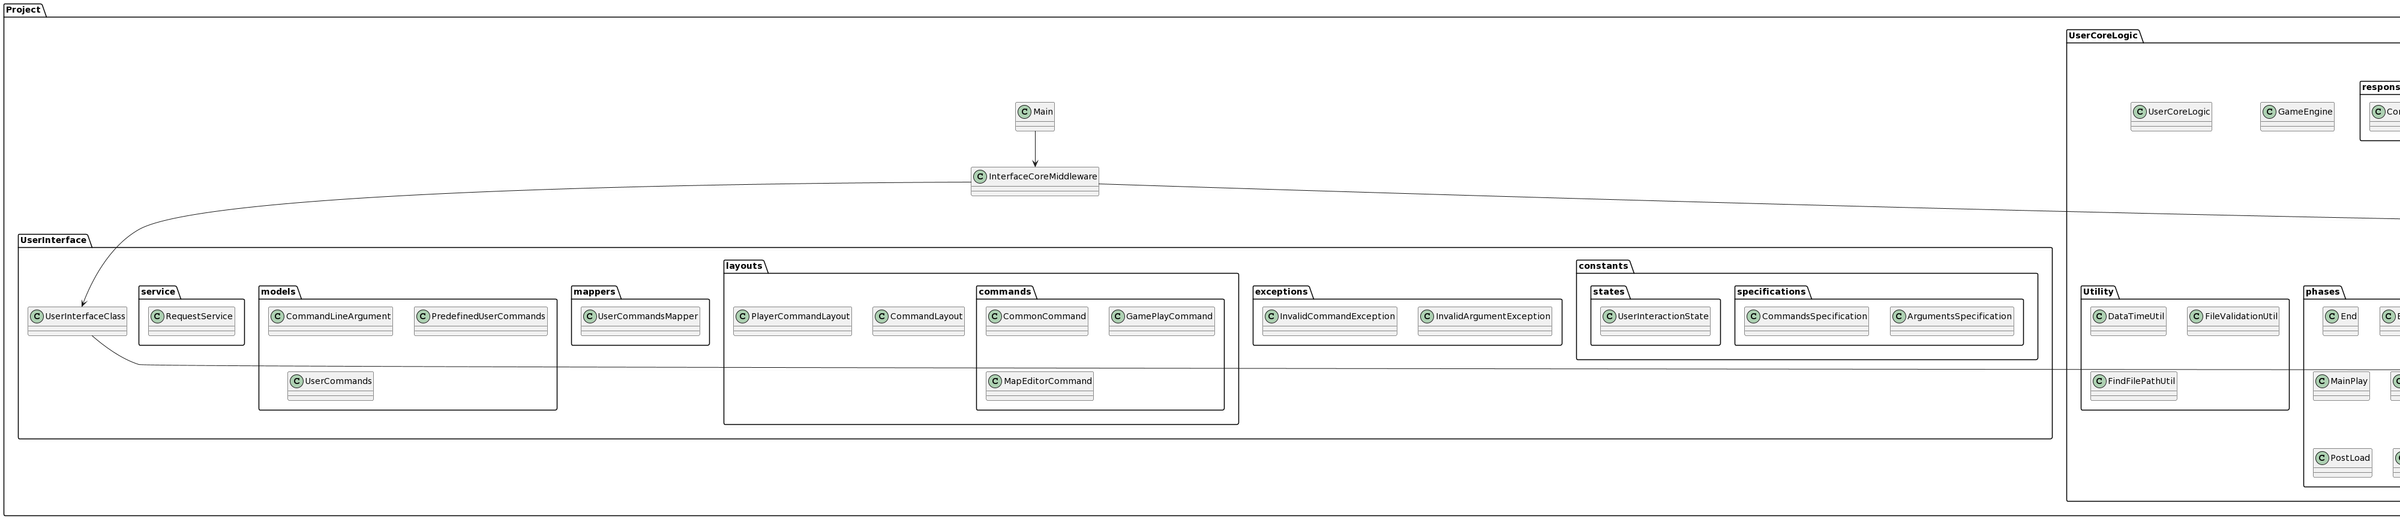 Project
UserCoreLogic
Main
UserCoreLogic
GameEngine
InterfaceCoreMiddleware
UserInterface
UserInterfaceClass
service
RequestService
models
CommandLineArgument
PredefinedUserCommands
UserCommands
mappers
UserCommandsMapper
layouts
PlayerCommandLayout
CommandLayout
commands
CommonCommand
GamePlayCommand
MapEditorCommand
exceptions
InvalidCommandException
InvalidArgumentException
constants
states
UserInteractionState
specifications
CommandsSpecification
ArgumentsSpecification
Utility
DataTimeUtil
FileValidationUtil
FindFilePathUtil
phases
End
MainPlay
PostLoad